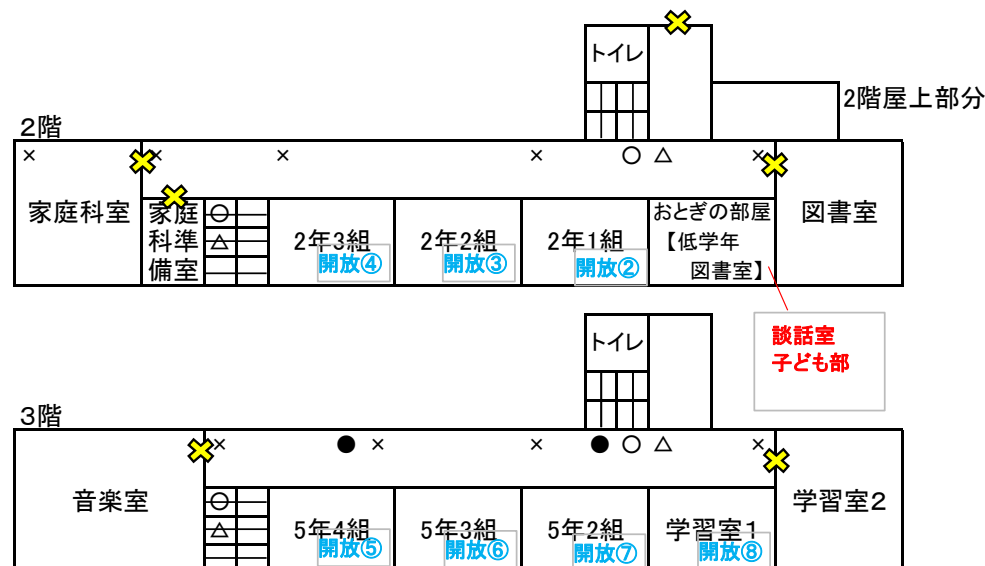 トイレ
2階屋上部分
2階
× × × × ○ △ ×
家庭科室
家庭
科準
備室
○
△
2年3組
開放④
2年2組
開放③
2年1組
開放②
おとぎの部屋
【低学年
図書室】
図書室
談話室
子ども部
トイレ
3階
× ● × × ● ○ △ ×
音楽室
○
△
5年4組
開放⑤
5年3組
開放⑥
5年2組
開放⑦
学習室1
開放⑧
学習室2